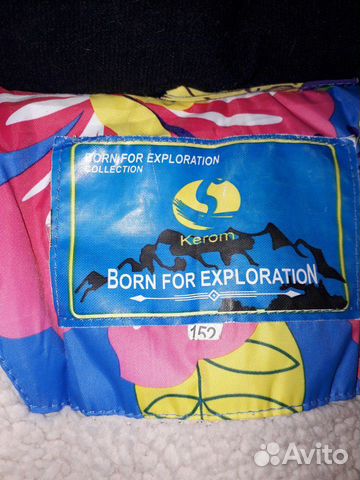 BORN FOR EXPLORATION
COLLECTION
Kerom
BORN FOR EXPLORATION
152
Avito